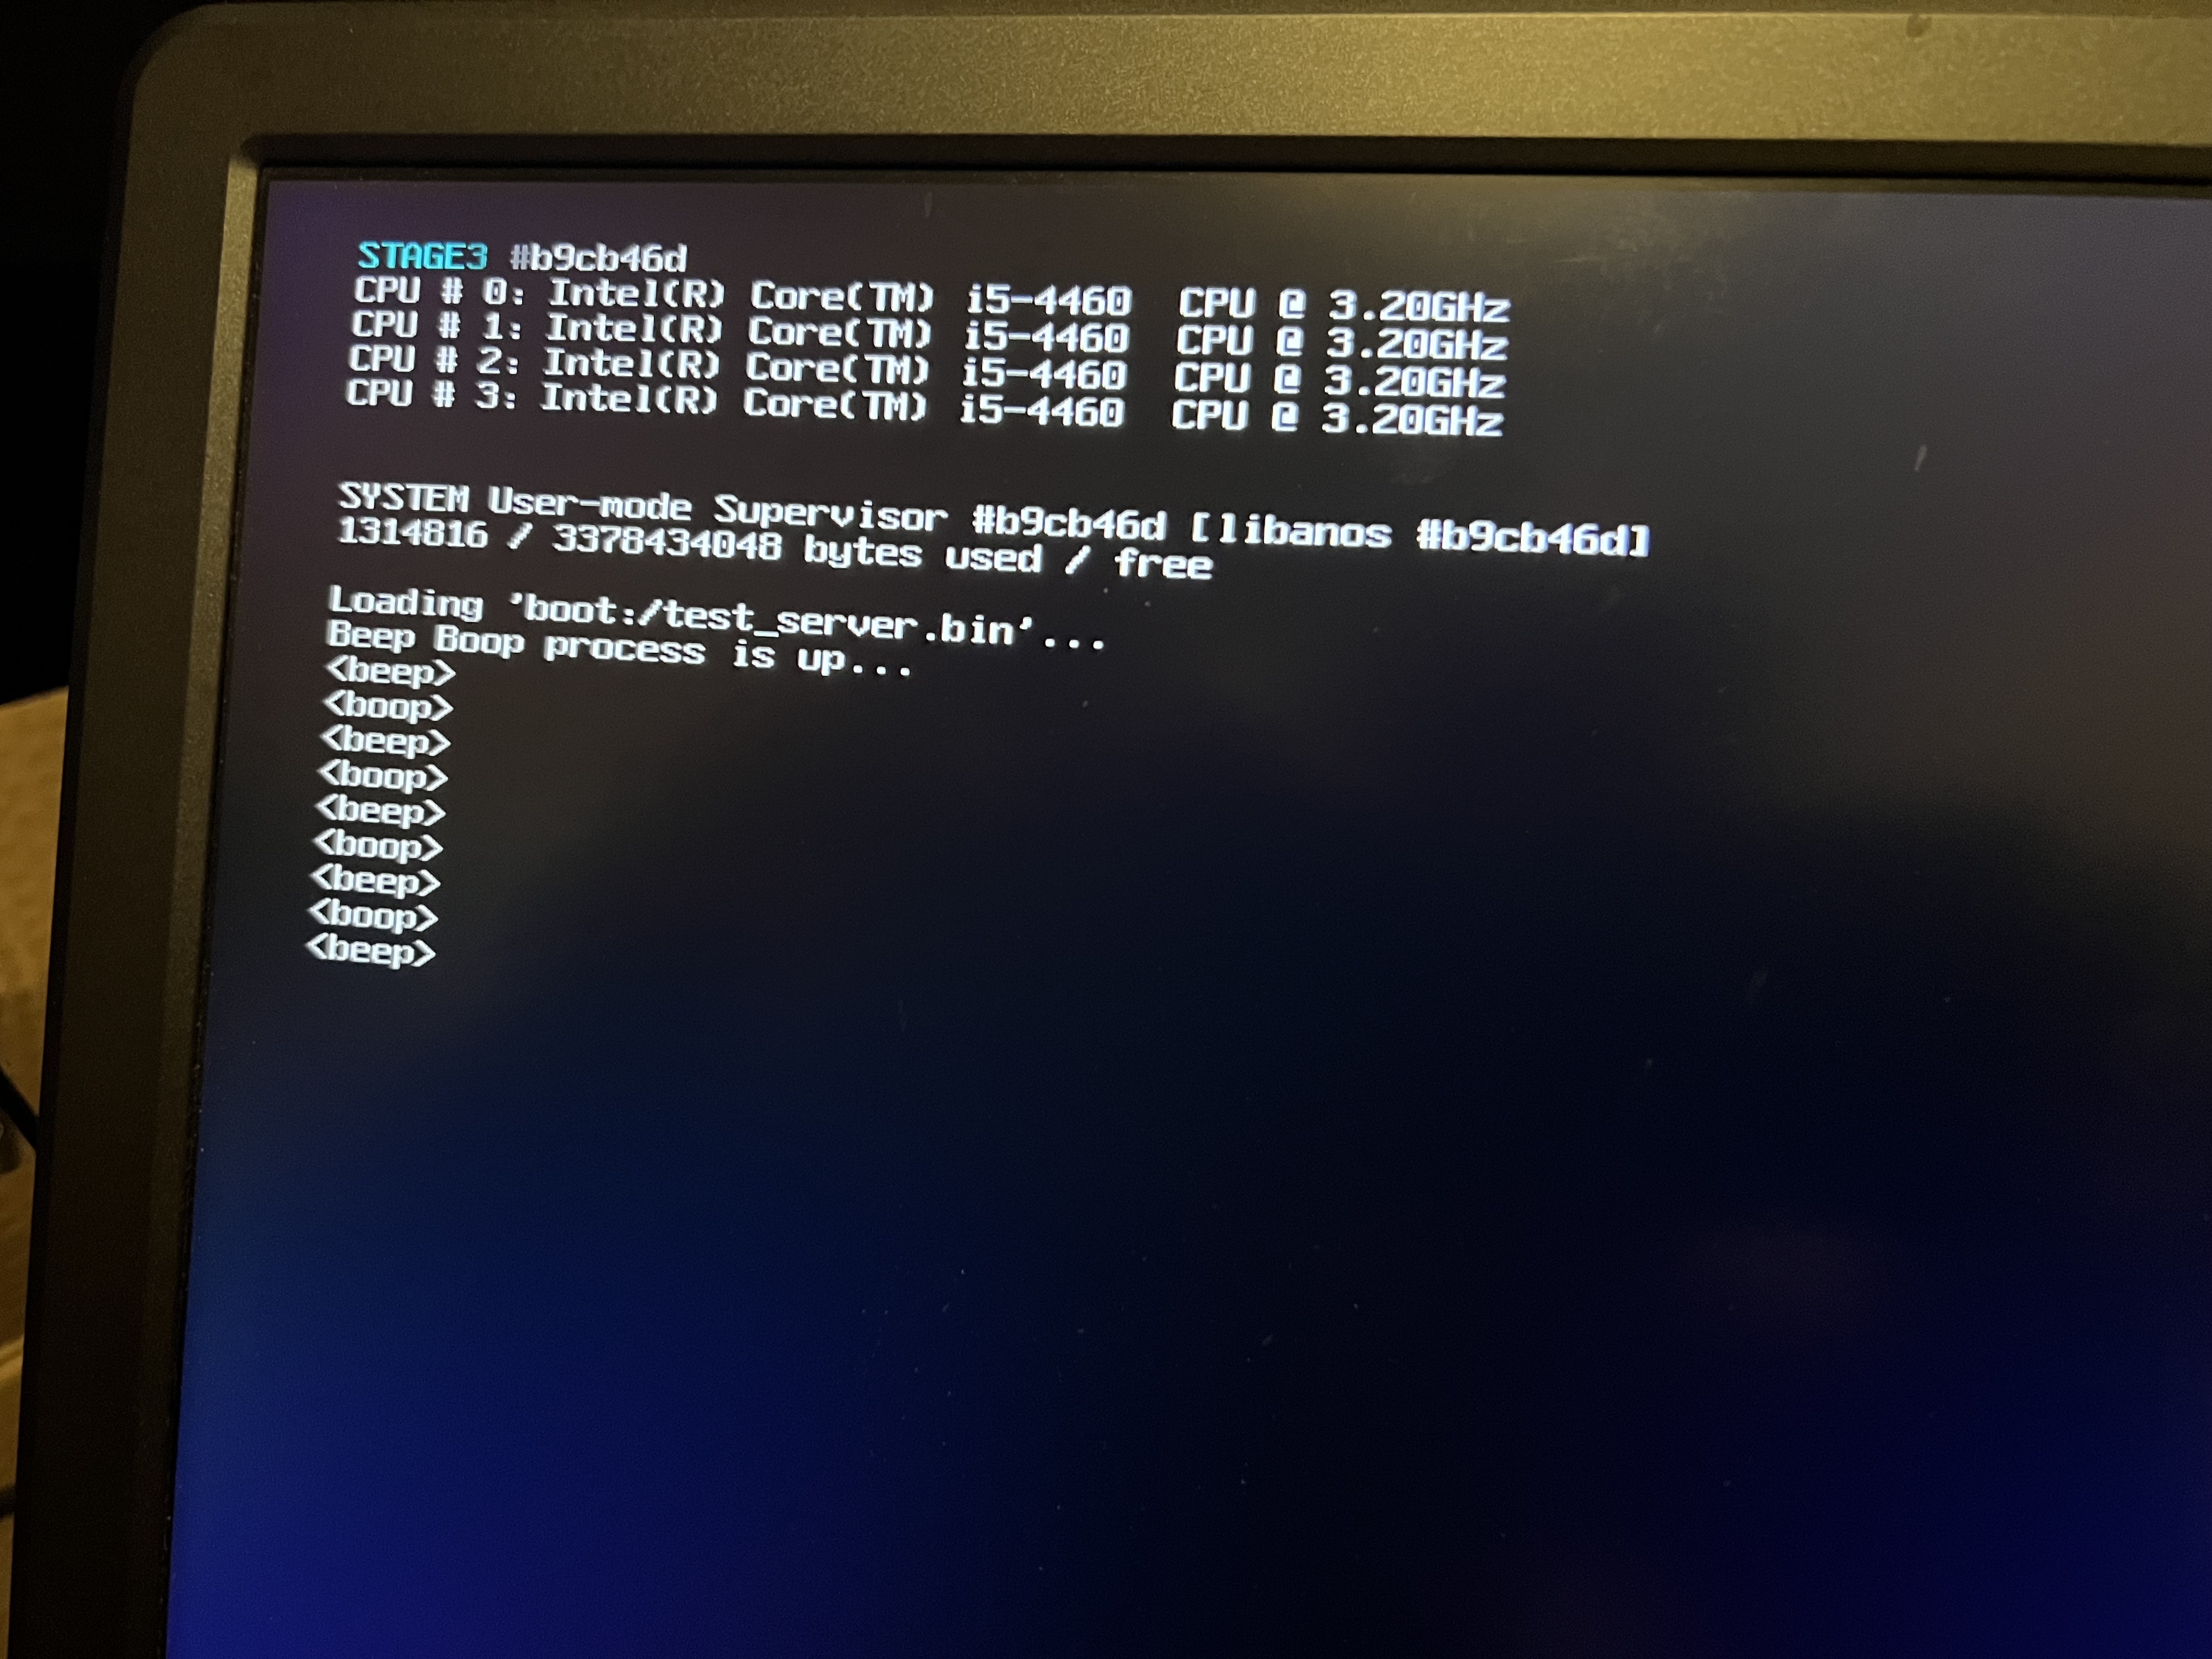 STAGE3 #b9cb46d
CPU # 0: Intel(R) Core(TM) i5-4460  CPU @ 3.20GHz
CPU # 1: Intel(R) Core(TM) i5-4460  CPU @ 3.20GHz
CPU # 2: Intel(R) Core(TM) i5-4460  CPU @ 3.20GHz
CPU # 3: Intel(R) Core(TM) i5-4460  CPU @ 3.20GHz
SYSTEM User-mode Supervisor #b9cb46d [libanos #b9cb46d]
1314816 / 3378434048 bytes used / free
Loading 'boot:/test_server.bin'...
Beep Boop process is up...
<beep>
<boop>
<beep>
<boop>
<beep>
<boop>
<beep>
<boop>
<beep>